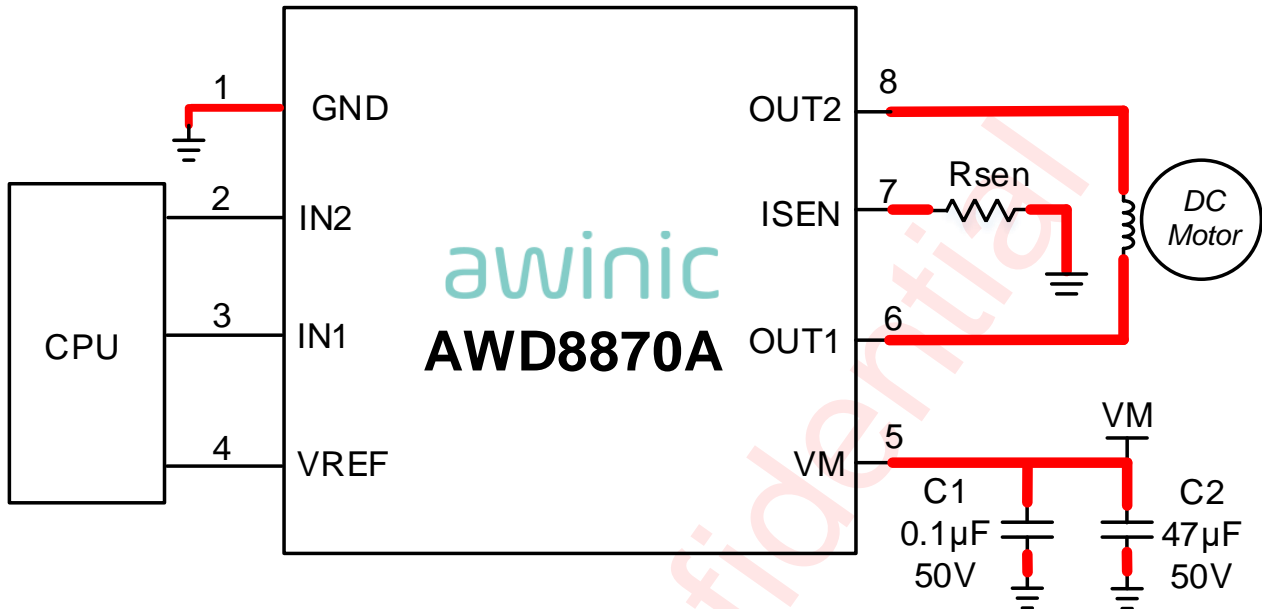 1
GND
2
IN2
3
IN1
4
VREF
CPU
awinic
AWD8870A
8
OUT2
7
ISEN
Rsen
6
OUT1
5
VM
DC
Motor
VM
C1
0.1µF
50V
C2
47µF
50V